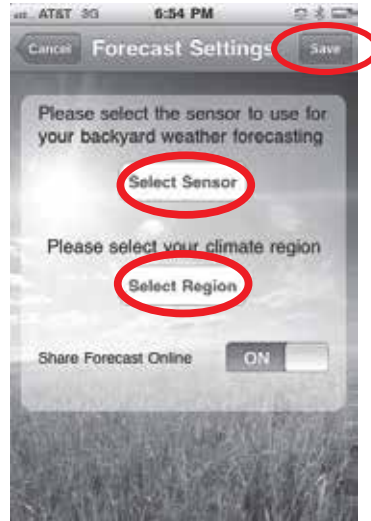 AT&T 3G 6:54 PM
Cancel Forecast Settings Save
Please select the sensor to use for
your backyard weather forecasting
Select Sensor
Please select your climate region
Select Region
Share Forecast Online ON